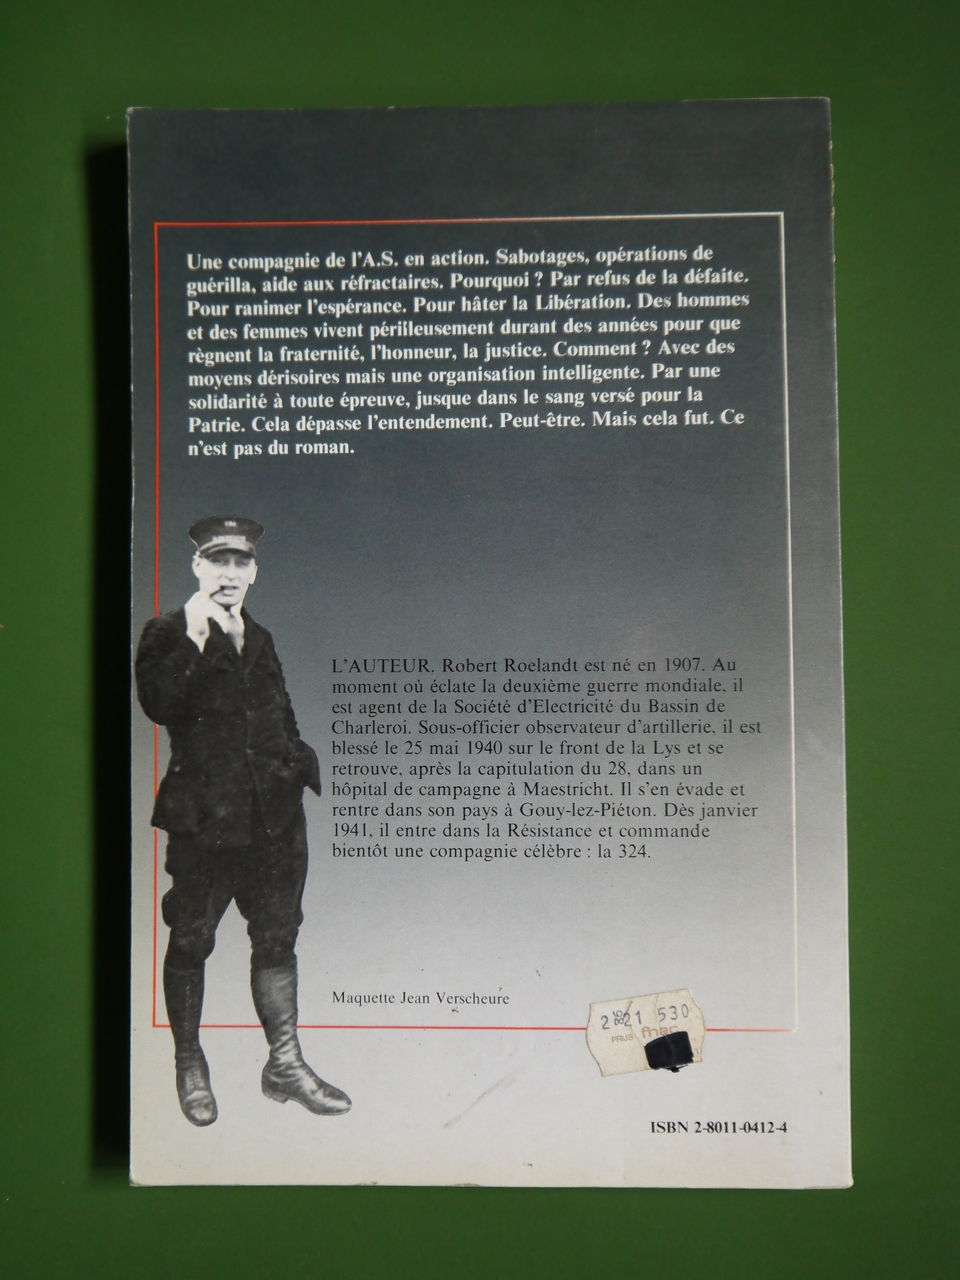 Une compagnie de l'A.S. en action. Sabotages, opérations de
guérilla, aide aux réfractaires. Pourquoi ? Par refus de la défaite.
Pour ranimer l'espérance. Pour hâter la Libération. Des hommes
et des femmes vivent périlleusement durant des années pour que
règnent la fraternité, l'honneur, la justice. Comment ? Avec des
moyens dérisoires mais une organisation intelligente. Par une
solidarité à toute épreuve, jusque dans le sang versé pour la
Patrie. Cela dépasse l'entendement. Peut-être. Mais cela fut. Ce
n'est pas du roman.
L'AUTEUR. Robert Roelandt est né en 1907. Au
moment où éclate la deuxième guerre mondiale, il
est agent de la Société d'Electricité du Bassin de
Charleroi. Sous-officier observateur d'artillerie, il est
blessé le 25 mai 1940 sur le front de la Lys et se
retrouve, après la capitulation du 28, dans un
hôpital de campagne à Maestricht. Il s'en évade et
rentre dans son pays à Gouy-lez-Piéton. Dès janvier
1941, il entre dans la Résistance et commande
bientôt une compagnie célèbre : la 324.
Maquette Jean Verscheure
530
fnac
ISBN 2-8011-0412-4